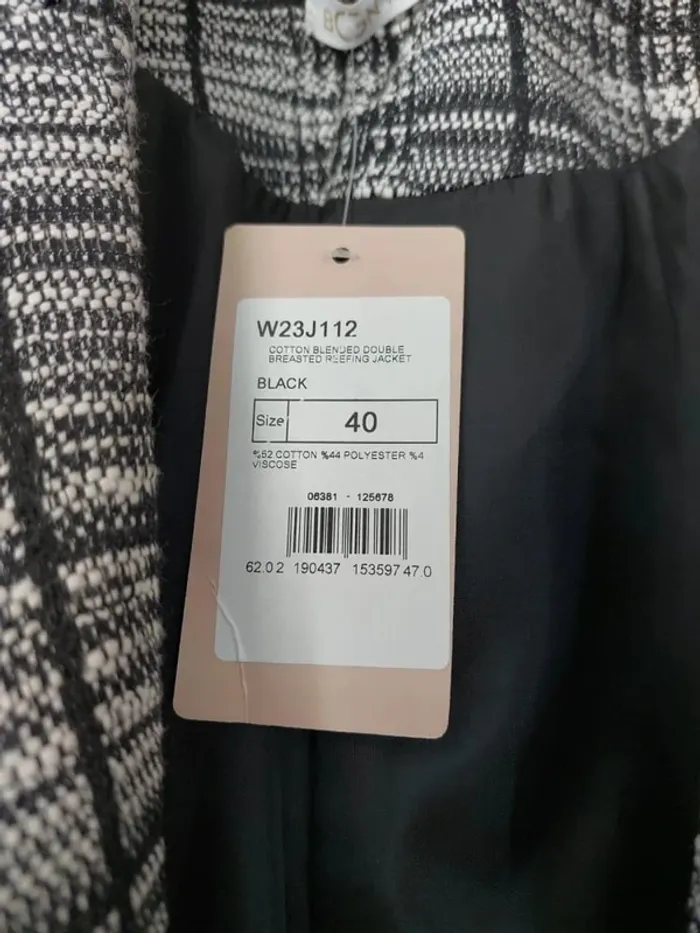 W23J112
COTTON BLENDED DOUBLE
BREASTED REEFING JACKET
BLACK
Size 40
%52 COTTON %44 POLYESTER %4
VISCOSE
06381 - 125678
62.0 2 190437 153597 47.0